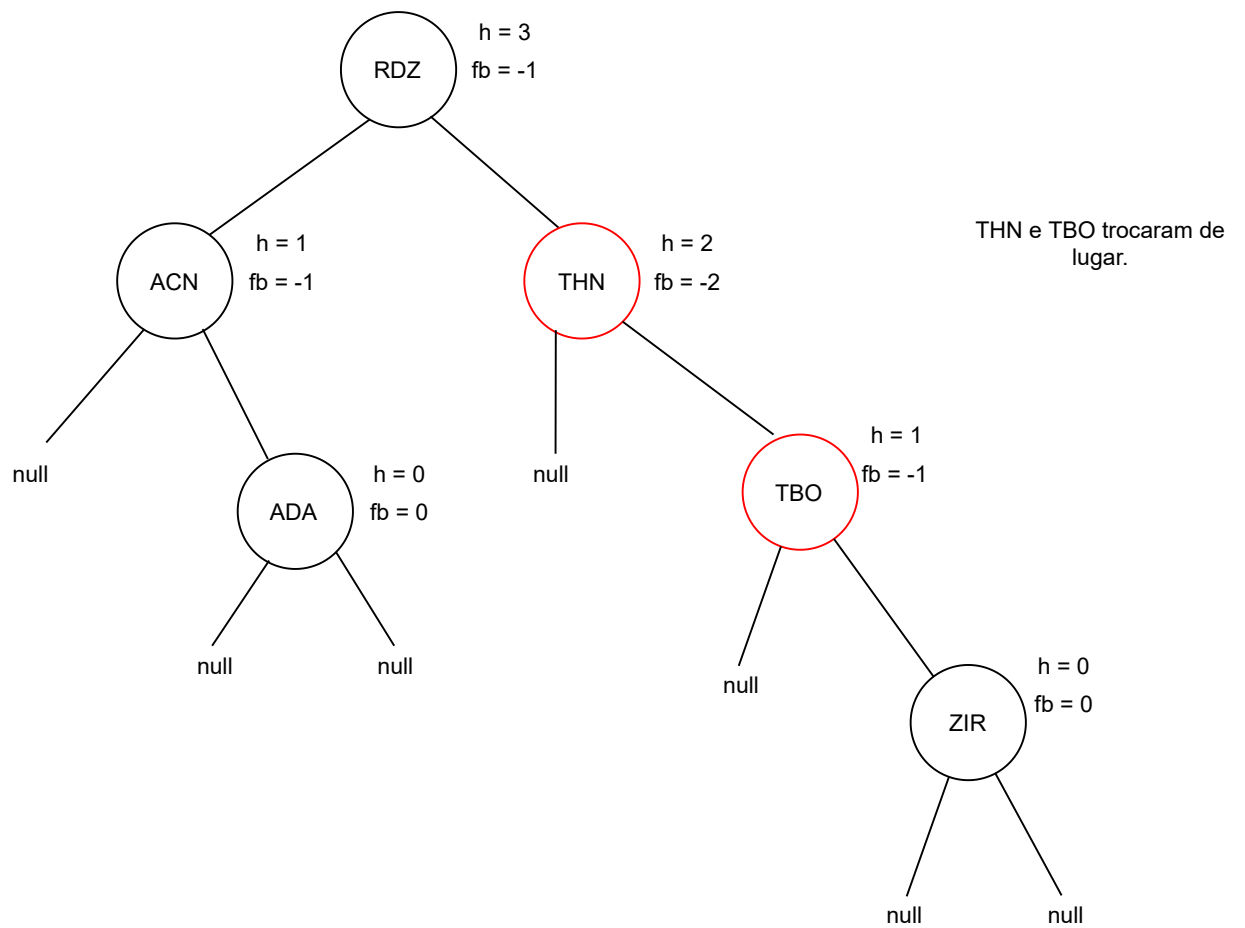 RDZ
h = 3
fb = -1
ACN
h = 1
fb = -1
THN
h = 2
fb = -2
THN e TBO trocaram de
lugar.
null
ADA
h = 0
fb = 0
null
TBO
h = 1
fb = -1
null
null
null
ZIR
h = 0
fb = 0
null
null